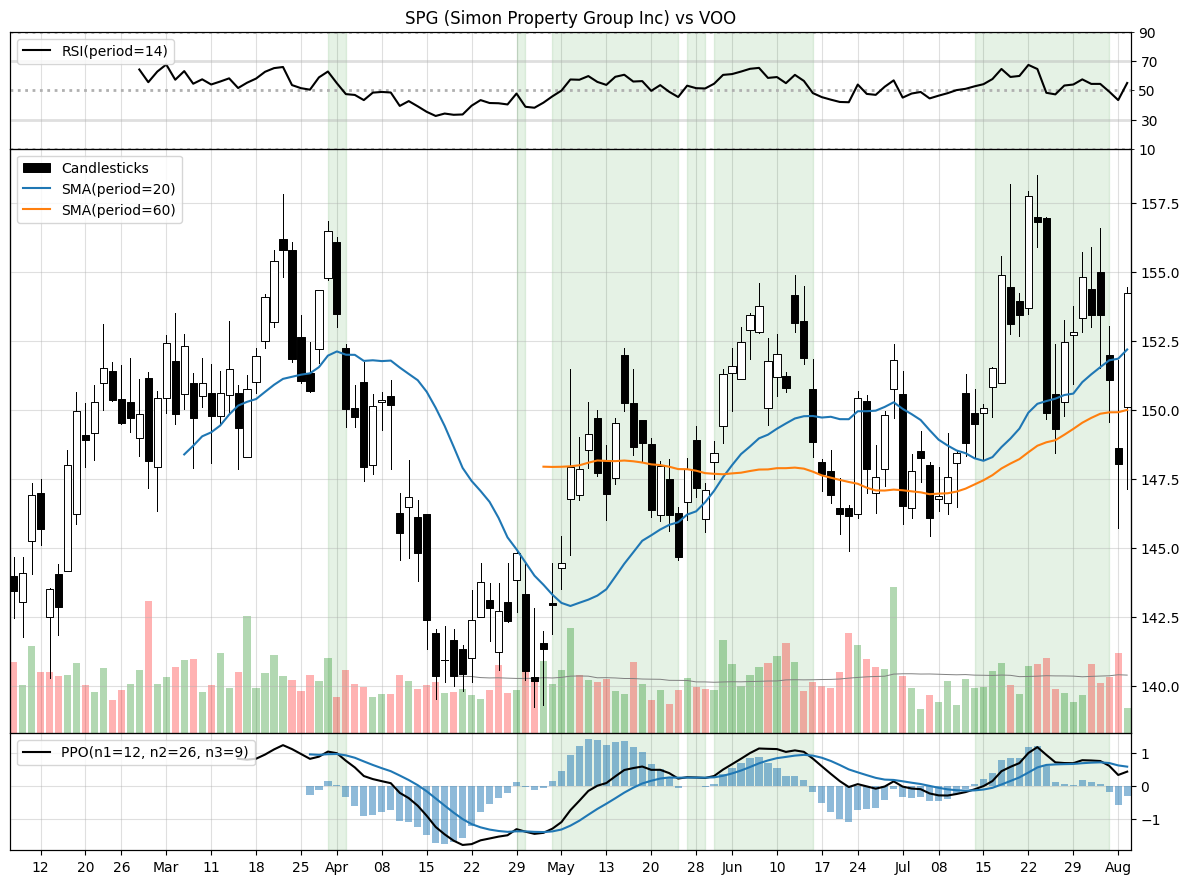 SPG (Simon Property Group Inc) vs VOO
RSI(period=14)
90
70
50
30
10
Candlesticks
SMA(period=20)
SMA(period=60)
157.5
155.0
152.5
150.0
147.5
145.0
142.5
140.0
PPO(n1=12, n2=26, n3=9)
1
0
−1
12 20 26 Mar 11 18 25 Apr 08 15 22 29 May 13 20 28 Jun 10 17 24 Jul 08 15 22 29 Aug